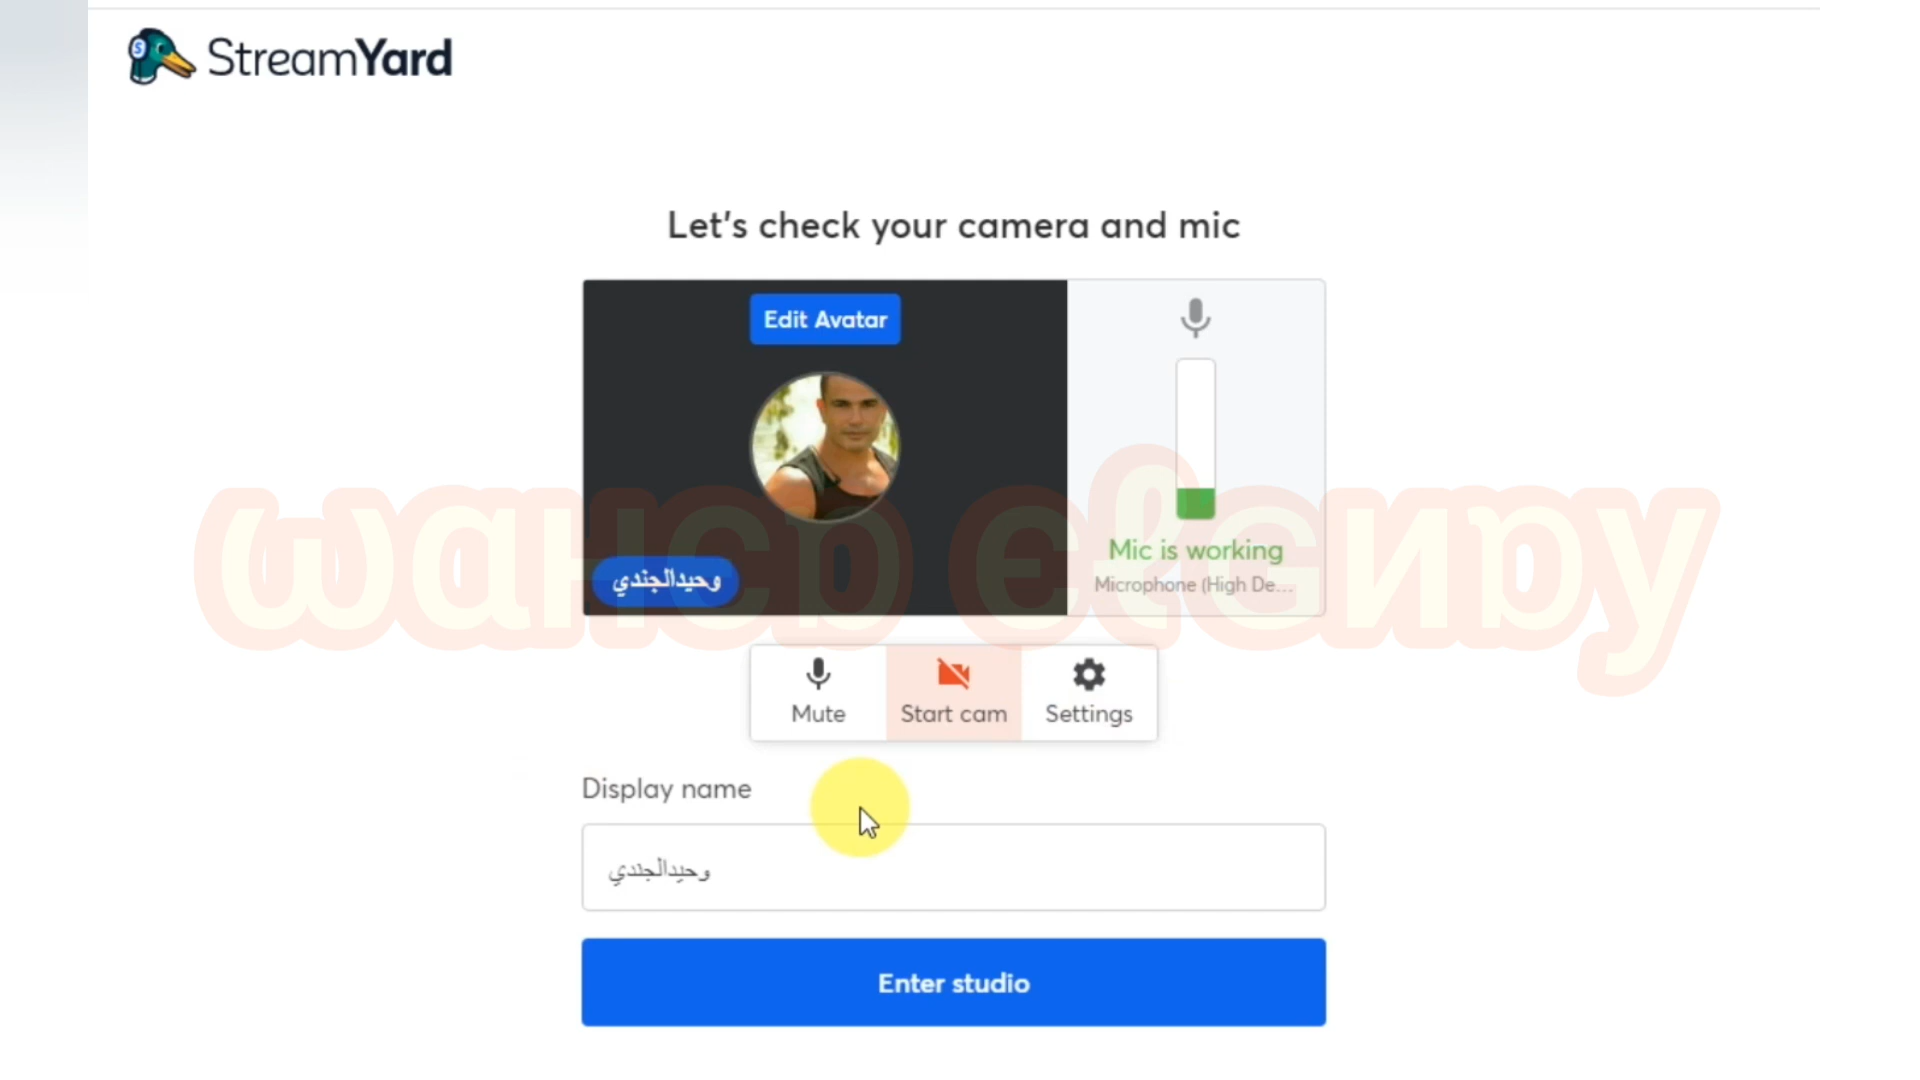 StreamYard
Let's check your camera and mic
Edit Avatar
وحيدالجندي
Mic is working
Microphone (High De...
Mute
Start cam
Settings
Display name
وحيدالجندي
Enter studio